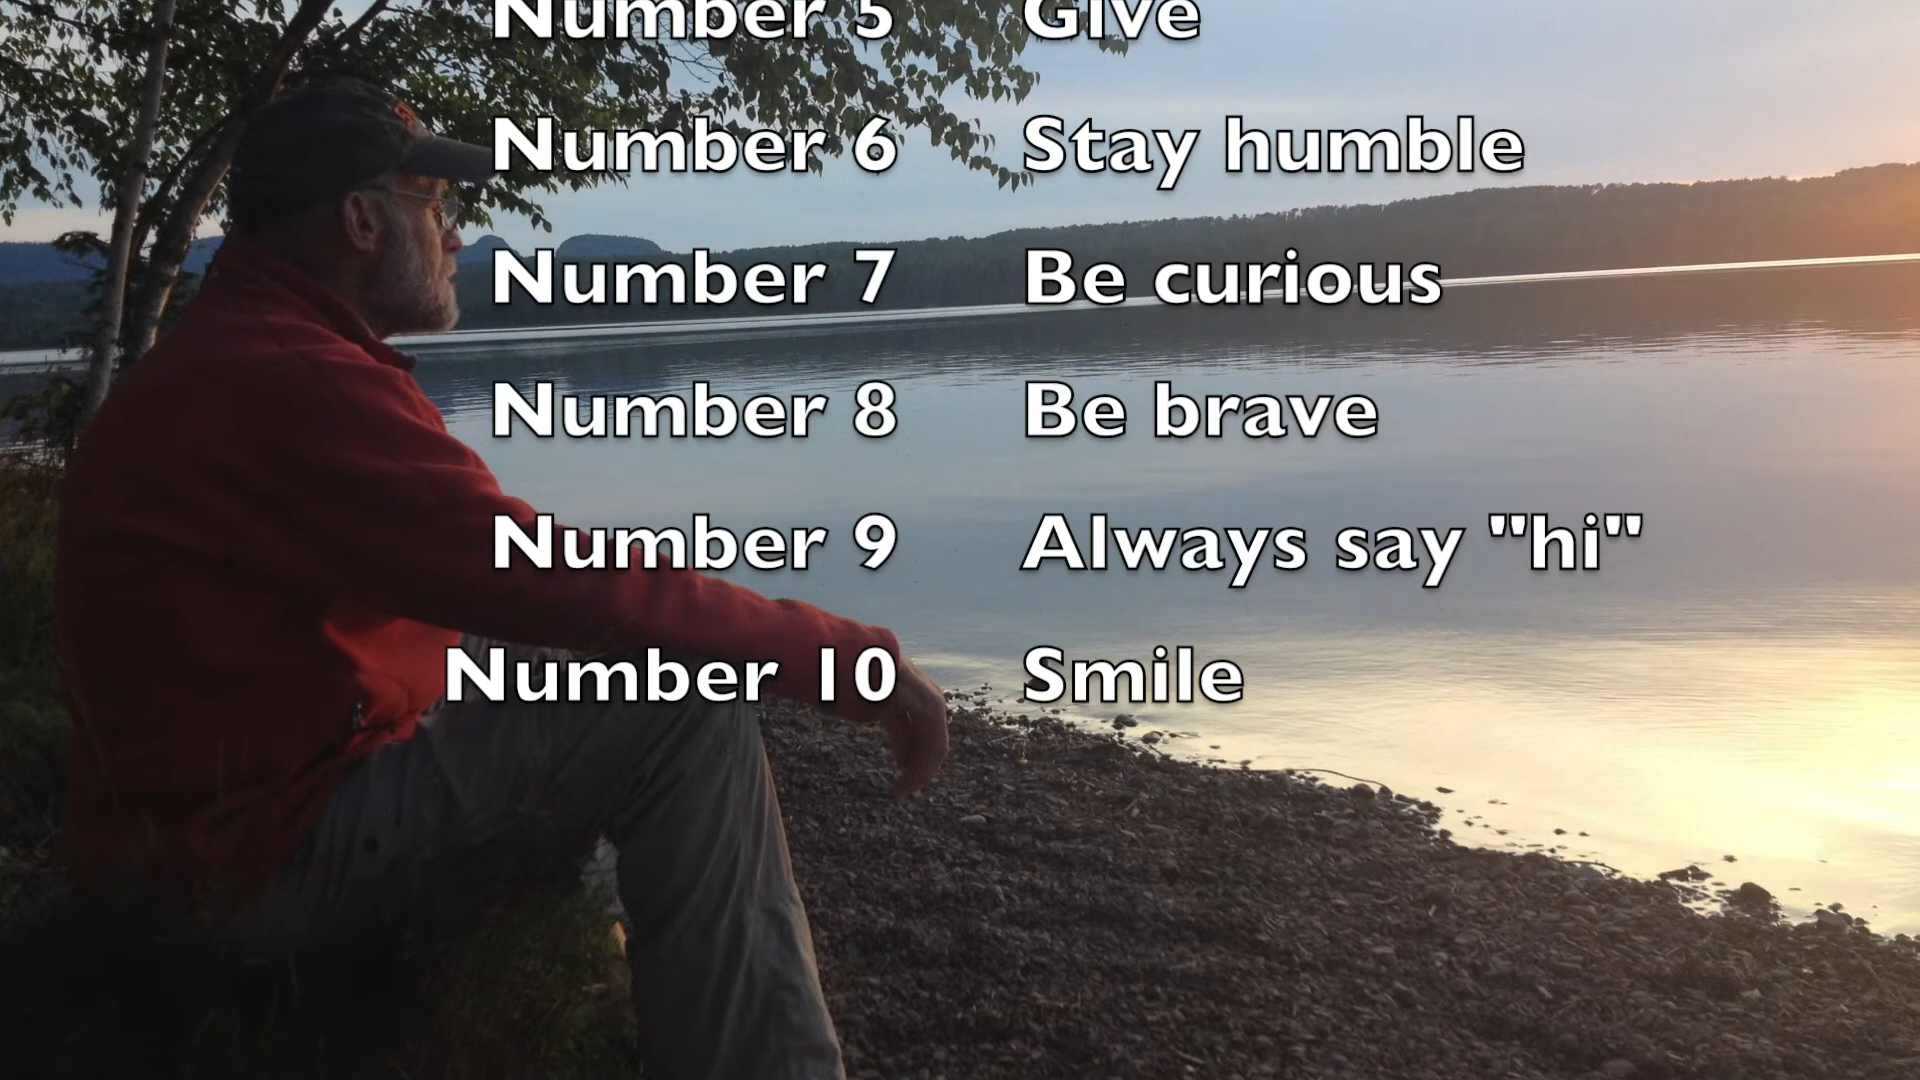 Number 5 Give
Number 6 Stay humble
Number 7 Be curious
Number 8 Be brave
Number 9 Always say "hi"
Number 10 Smile